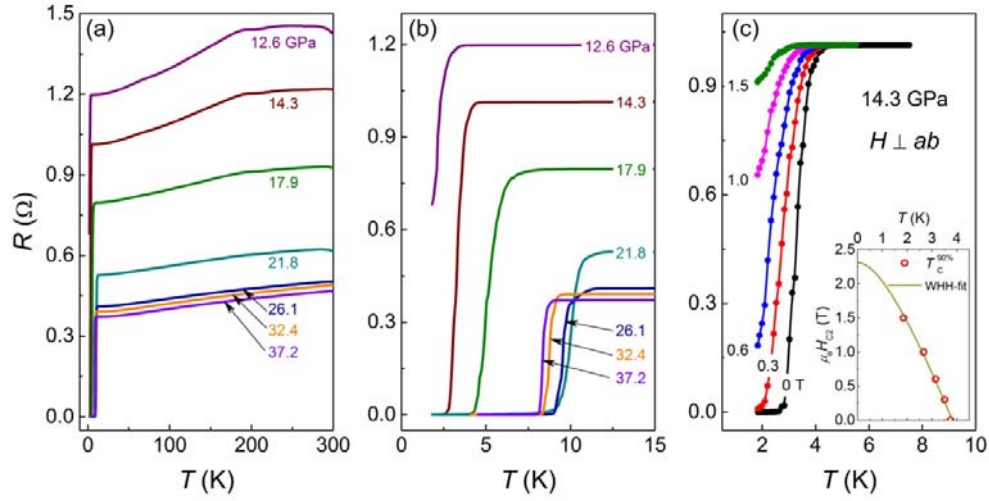 (a)
12.6 GPa
14.3
17.9
21.8
26.1
32.4
37.2
R (Ω)
1.5
1.2
0.9
0.6
0.3
0.0
0 100 200 300
T (K)
(b)
12.6 GPa
14.3
17.9
21.8
26.1
32.4
37.2
1.2
0.9
0.6
0.3
0.0
0 5 10 15
T (K)
(c)
1.5
14.3 GPa
H ⊥ ab
1.0
0.6
0.3
0 T
0.9
0.6
0.3
0.0
2 4 6 8 10
T (K)
T (K)
0 1 2 3 4
2.5
2.0
1.5
1.0
0.5
0.0
T_C^90%
WHH-fit
μ₀H_C2 (T)